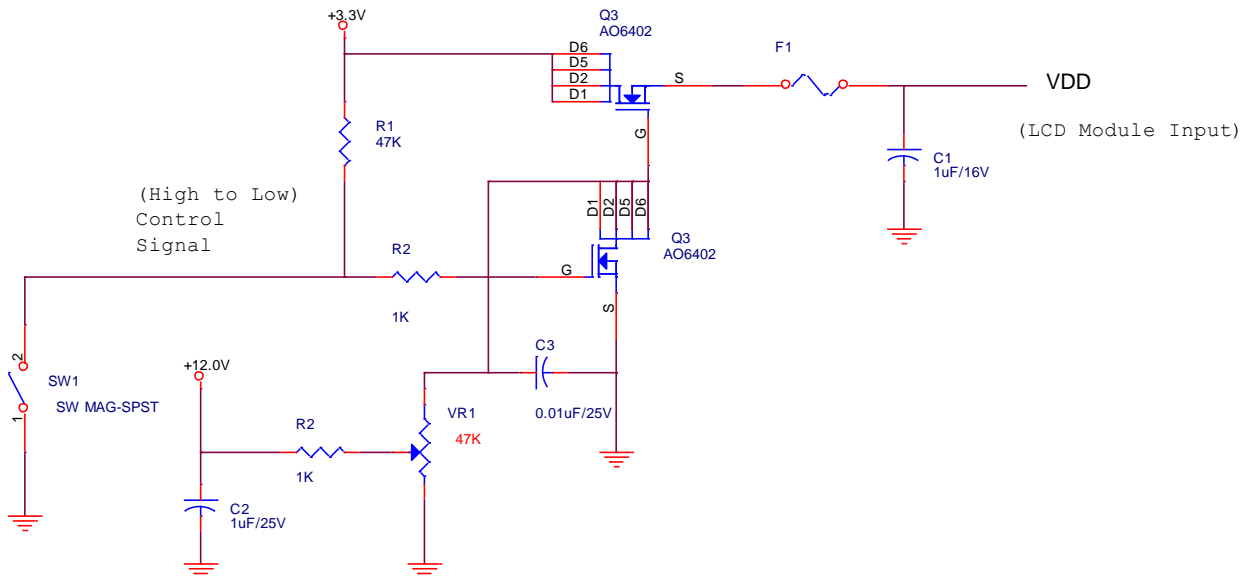 +3.3V
Q3
AO6402
D6
D5
D2
D1
S
G
F1
VDD
(LCD Module Input)
C1
1uF/16V
R1
47K
(High to Low)
Control
Signal
D1
D2
D5
D6
Q3
AO6402
G
S
R2
1K
2
1
SW1
SW MAG-SPST
+12.0V
C3
0.01uF/25V
VR1
47K
R2
1K
C2
1uF/25V